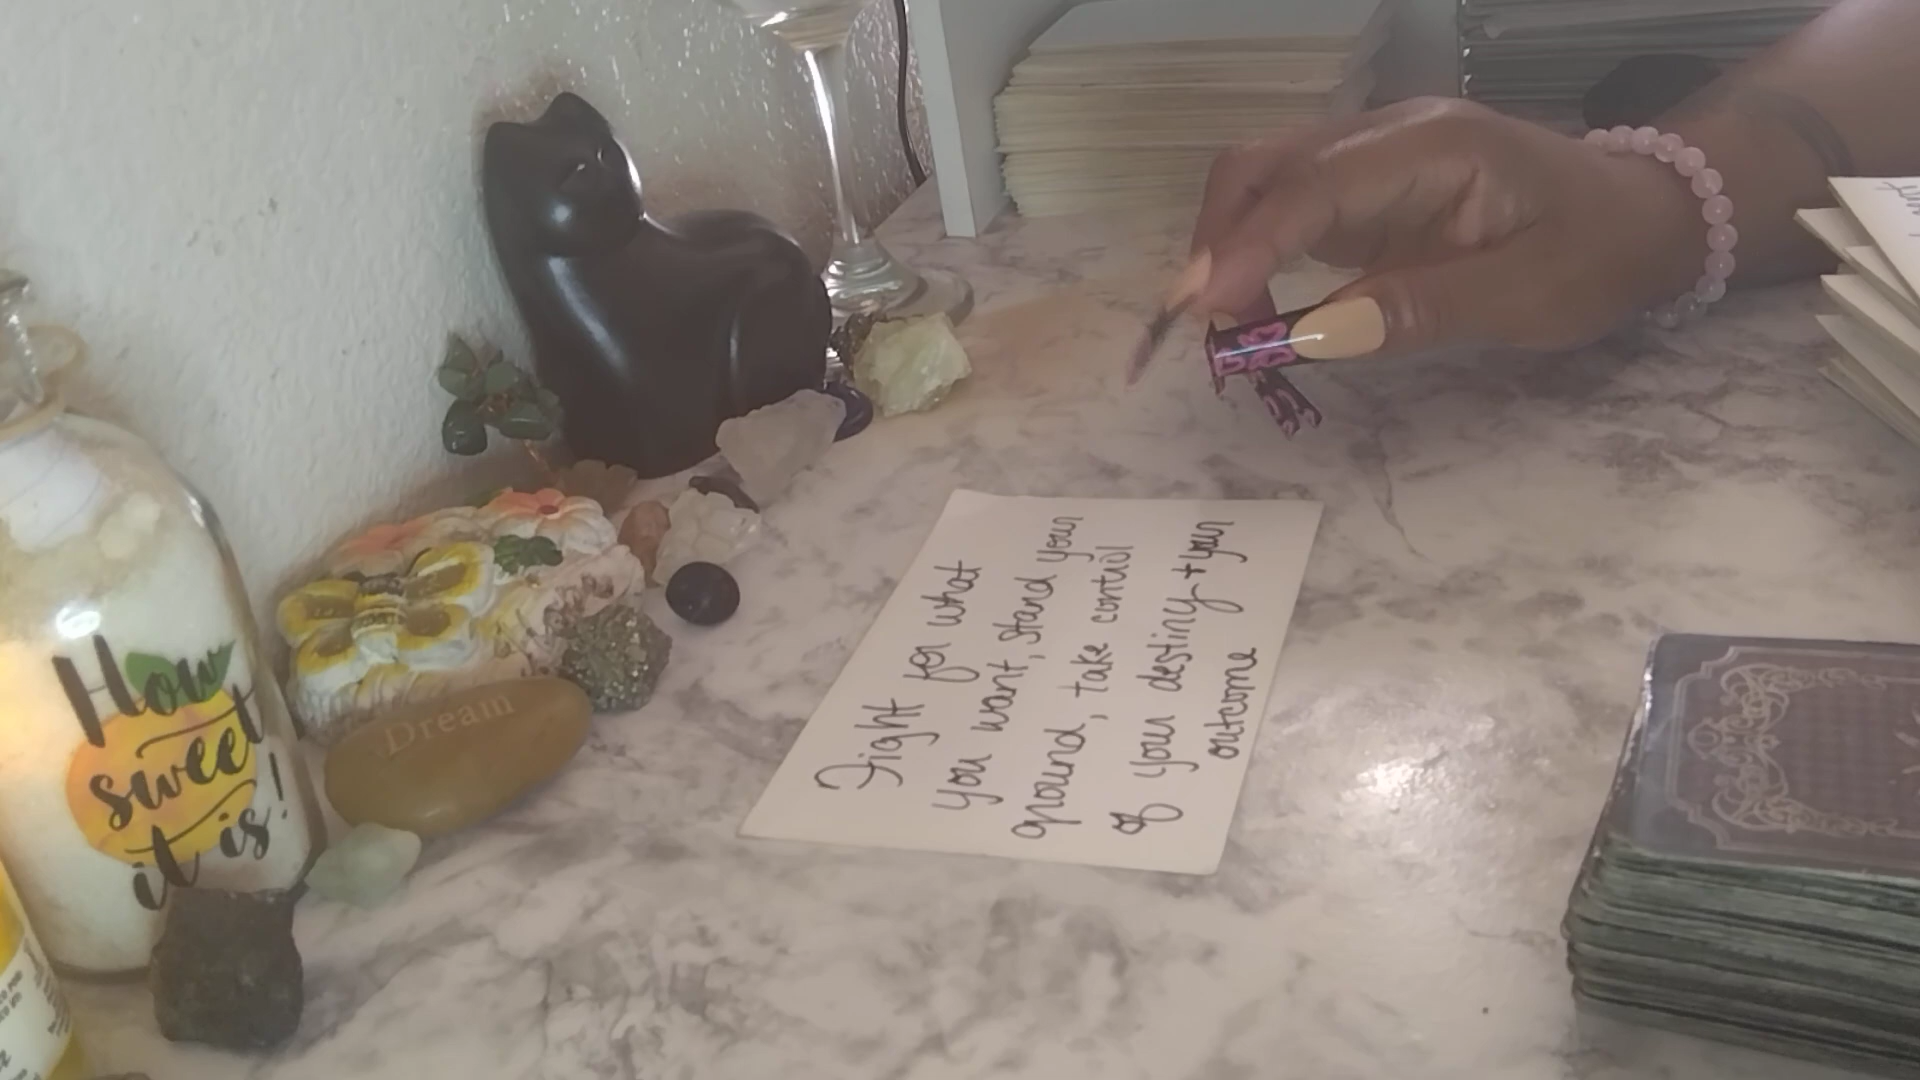 How
sweet
it is!
Dream
Fight for what
you want, stand your
ground, take control
of your destiny + your
outcome